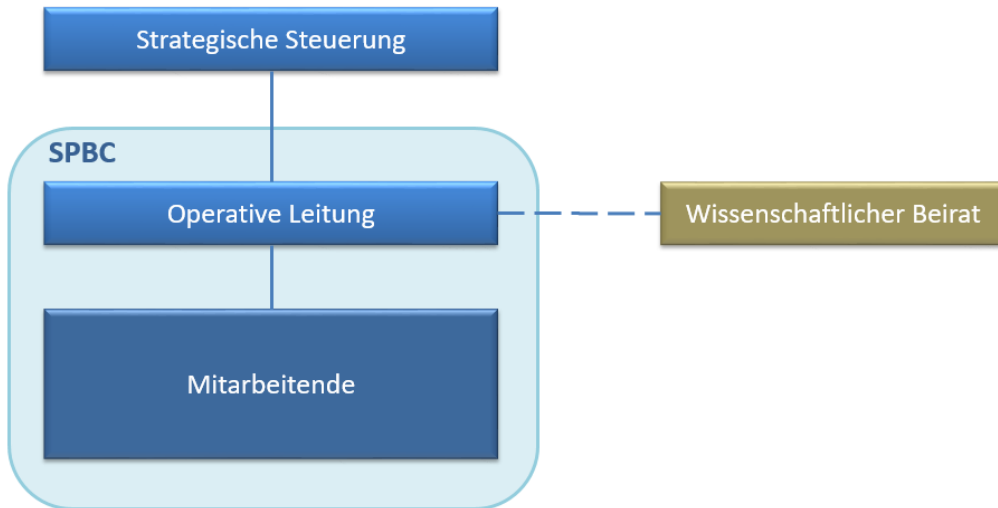 Strategische Steuerung
SPBC
Operative Leitung
Wissenschaftlicher Beirat
Mitarbeitende